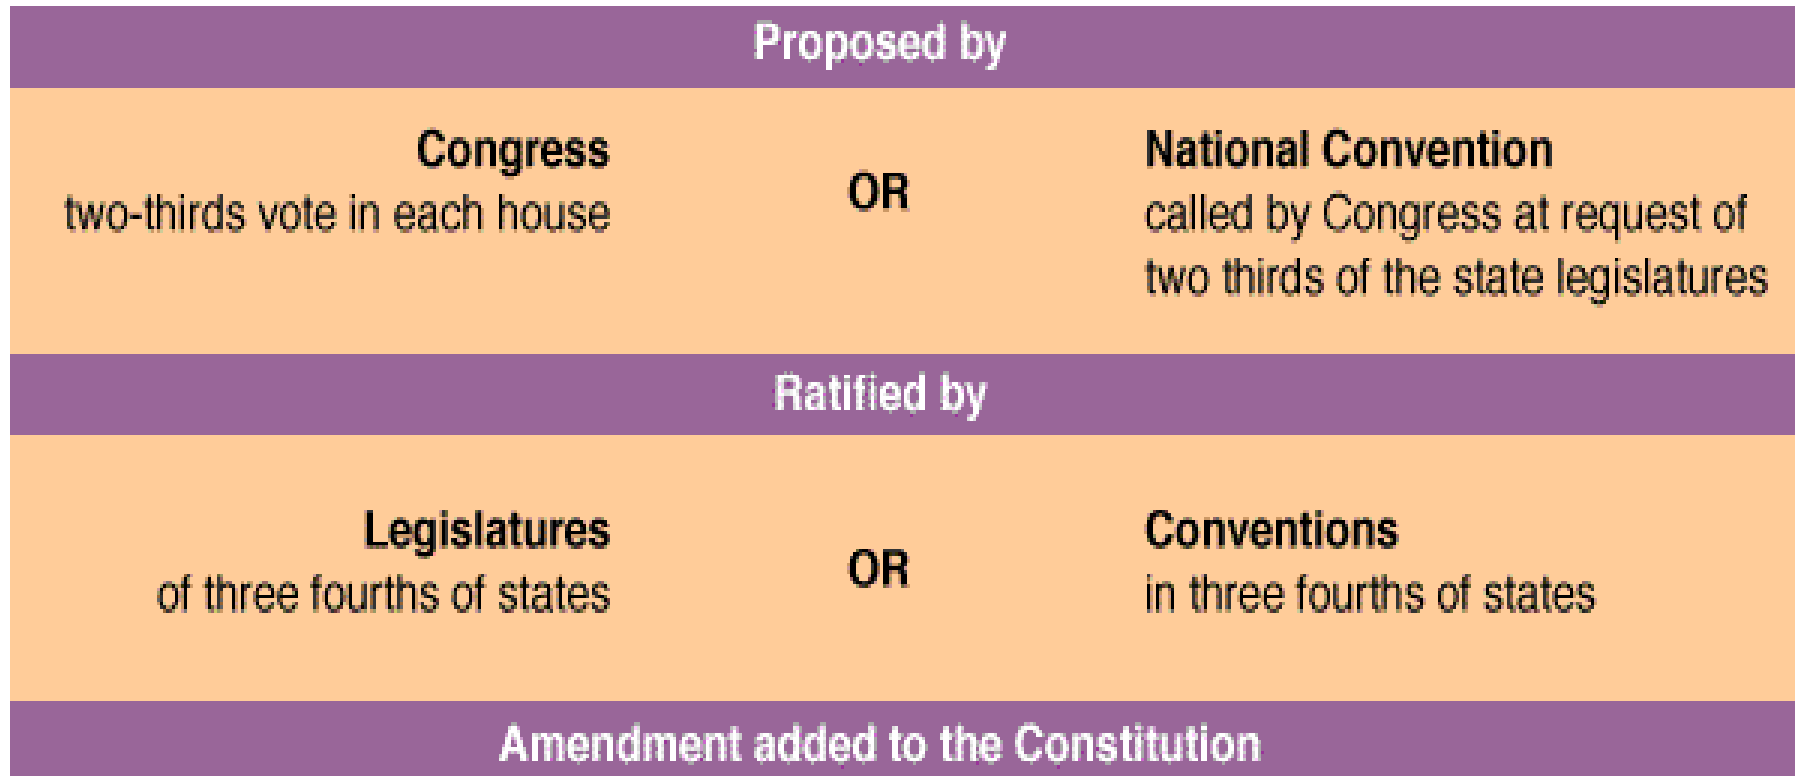 Proposed by
Congress
two-thirds vote in each house
OR
National Convention
called by Congress at request of
two thirds of the state legislatures
Ratified by
Legislatures
of three fourths of states
OR
Conventions
in three fourths of states
Amendment added to the Constitution